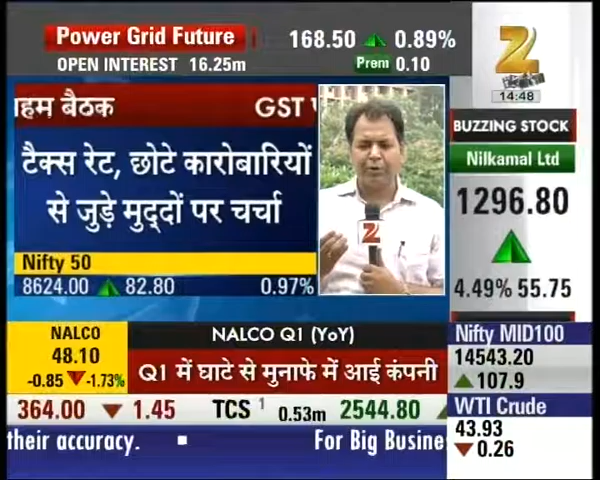 Power Grid Future
168.50 0.89%
OPEN INTEREST 16.25m
Prem 0.10
Z
14:48
हम बैठक GST
टैक्स रेट, छोटे कारोबारियों
से जुड़े मुद्दों पर चर्चा
Z
Nifty 50
8624.00 82.80 0.97%
BUZZING STOCK
Nilkamal Ltd
1296.80
4.49% 55.75
NALCO
48.10
-0.85 -1.73%
NALCO Q1 (YoY)
Q1 में घाटे से मुनाफे में आई कंपनी
Nifty MID100
14543.20
107.9
WTI Crude
43.93
0.26
364.00 1.45 TCS 1 0.53m 2544.80
their accuracy. For Big Busine